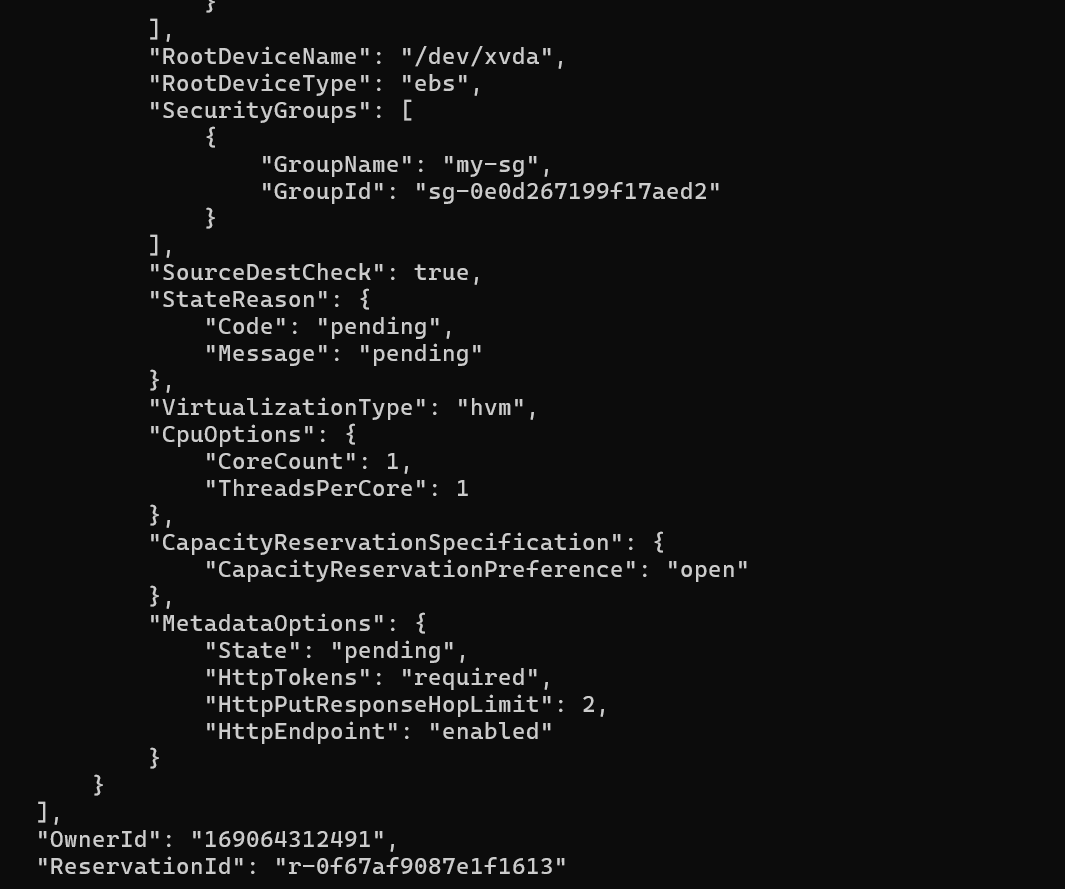 }
],
"RootDeviceName": "/dev/xvda",
"RootDeviceType": "ebs",
"SecurityGroups": [
{
"GroupName": "my-sg",
"GroupId": "sg-0e0d267199f17aed2"
}
],
"SourceDestCheck": true,
"StateReason": {
"Code": "pending",
"Message": "pending"
},
"VirtualizationType": "hvm",
"CpuOptions": {
"CoreCount": 1,
"ThreadsPerCore": 1
},
"CapacityReservationSpecification": {
"CapacityReservationPreference": "open"
},
"MetadataOptions": {
"State": "pending",
"HttpTokens": "required",
"HttpPutResponseHopLimit": 2,
"HttpEndpoint": "enabled"
}
}
],
"OwnerId": "169064312491",
"ReservationId": "r-0f67af9087e1f1613"